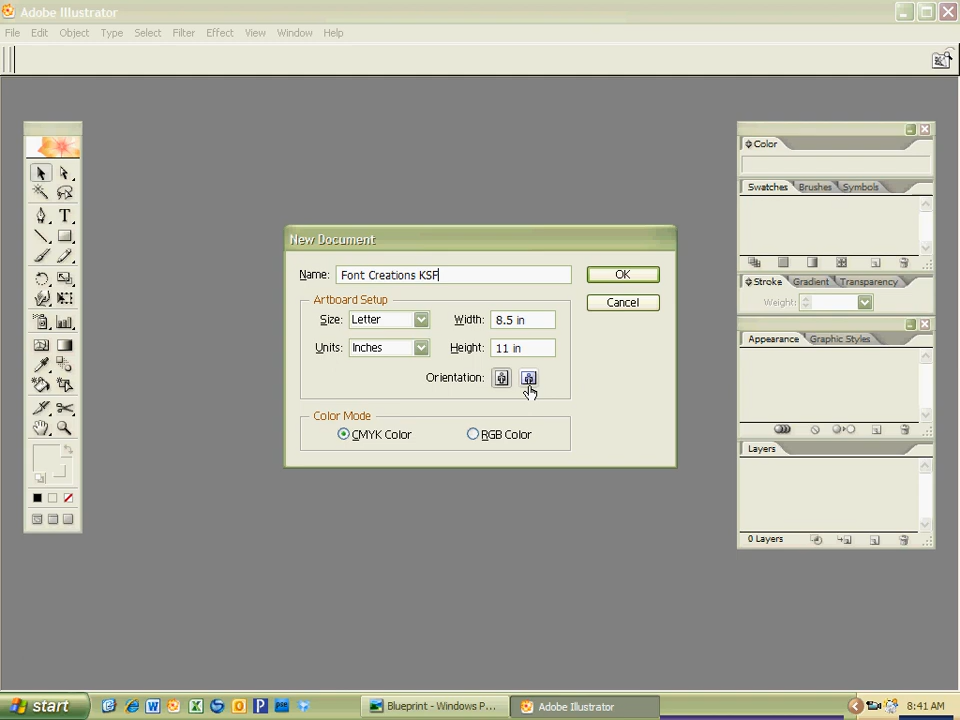 Adobe Illustrator
File Edit Object Type Select Filter Effect View Window Help
Color
Swatches Brushes Symbols
Stroke Gradient Transparency
Weight:
Appearance Graphic Styles
Layers
0 Layers
New Document
Name: Font Creations KSF
OK
Artboard Setup
Cancel
Size: Letter Width: 8.5 in
Units: Inches Height: 11 in
Orientation:
Color Mode
CMYK Color RGB Color
start
Blueprint - Windows P...
Adobe Illustrator
8:41 AM